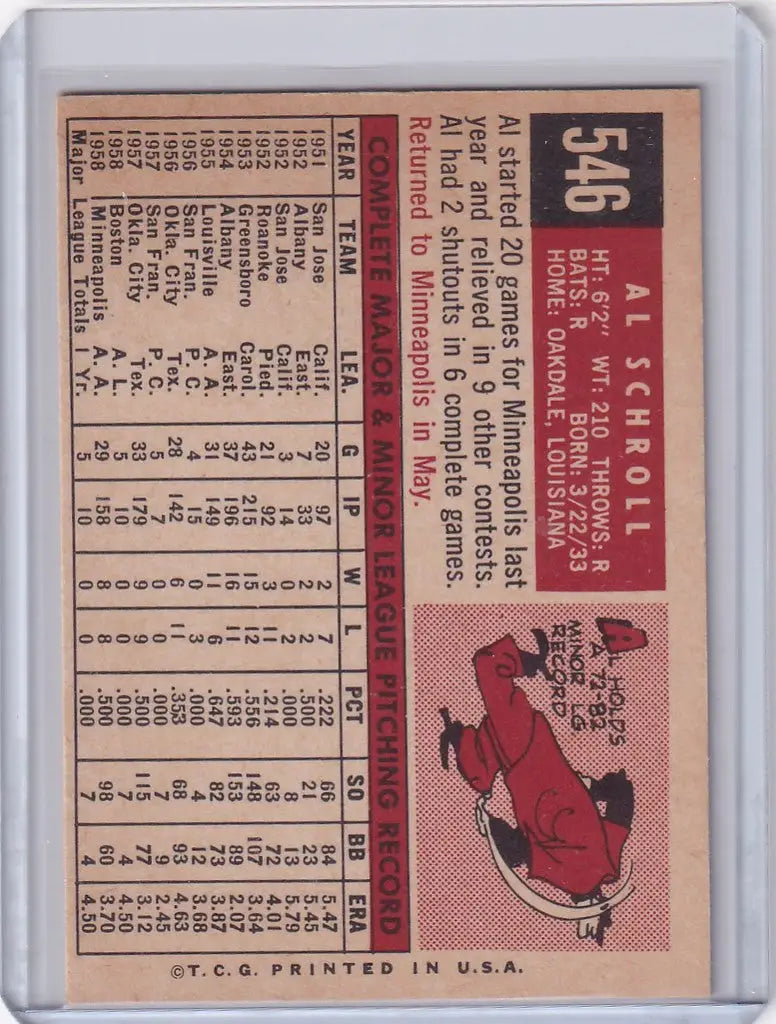 546
AL SCHROLL
HT: 6'2" WT: 210 THROWS: R
BATS: R BORN: 3/22/33
HOME: OAKDALE, LOUISIANA
Al started 20 games for Minneapolis last
year and relieved in 9 other contests.
Al had 2 shutouts in 6 complete games.
Returned to Minneapolis in May.
AL HOLDS
A 72-82
MINOR LG
RECORD
COMPLETE MAJOR & MINOR LEAGUE PITCHING RECORD
YEAR TEAM LEA. G IP W L PCT SO BB ERA
1951 San Jose Calif. 20 97 2 7 .222 66 84 5.47
1952 Albany East. 7 33 2 2 .500 21 23 5.45
1952 San Jose Calif. 3 14 0 2 .000 8 13 5.79
1952 Roanoke Pied. 21 92 3 11 .214 63 72 4.01
1953 Greensboro Carol. 43 215 15 12 .556 148 107 3.64
1954 Albany East. 37 196 16 11 .593 153 89 2.07
1955 Louisville A. A. 31 149 11 6 .647 82 73 3.87
1956 San Fran. P. C. 4 15 0 3 .000 4 12 3.68
1956 Okla. City Tex. 28 142 6 11 .353 68 93 4.63
1957 San Fran. P. C. 5 7 0 0 .000 7 9 2.45
1957 Okla. City Tex. 33 179 9 9 .500 115 77 3.12
1958 Boston A. L. 5 10 0 0 .000 7 4 4.50
1958 Minneapolis A. A. 29 158 8 8 .500 98 60 3.70
Major League Totals 1 Yr. 5 10 0 0 .000 7 4 4.50
©T.C.G. PRINTED IN U.S.A.